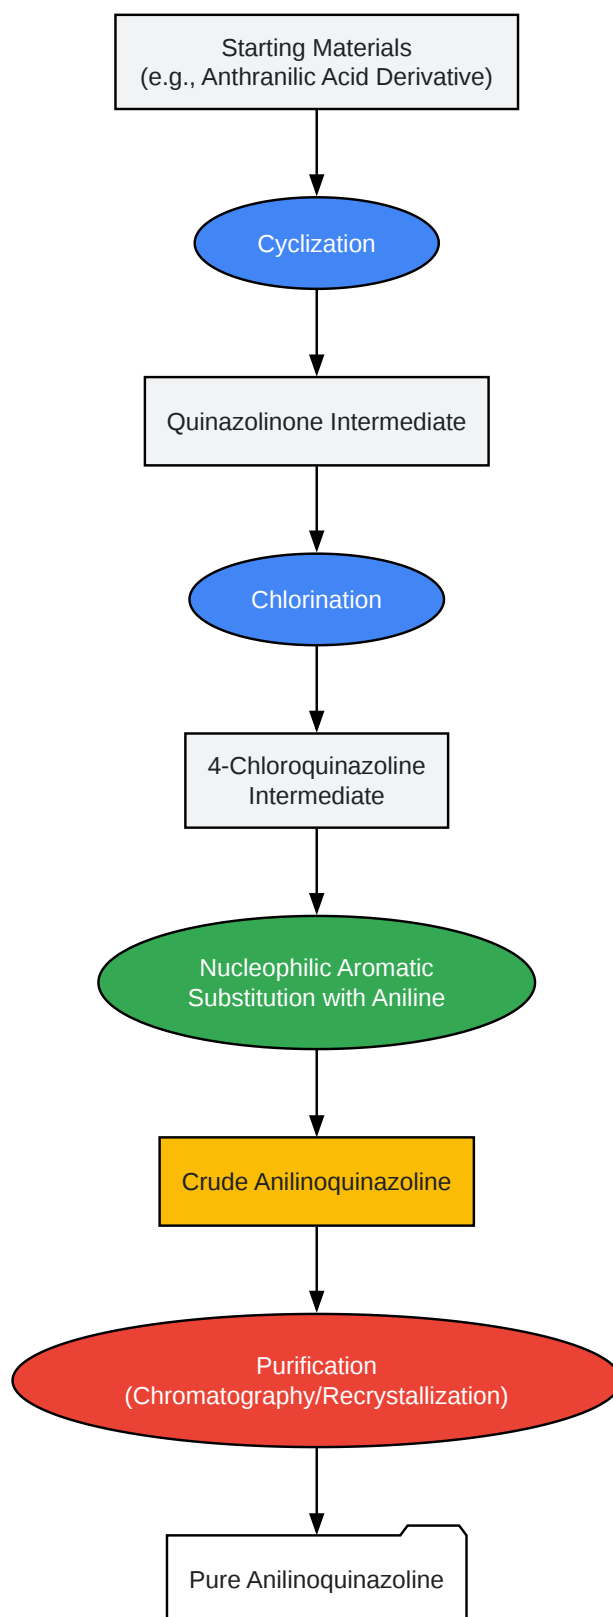 Starting Materials
(e.g., Anthranilic Acid Derivative)
Cyclization
Quinazolinone Intermediate
Chlorination
4-Chloroquinazoline
Intermediate
Nucleophilic Aromatic
Substitution with Aniline
Crude Anilinoquinazoline
Purification
(Chromatography/Recrystallization)
Pure Anilinoquinazoline